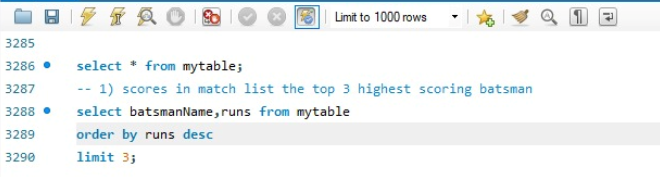 Limit to 1000 rows
3285
3286 select * from mytable;
3287 -- 1) scores in match list the top 3 highest scoring batsman
3288 select batsmanName,runs from mytable
3289 order by runs desc
3290 limit 3;